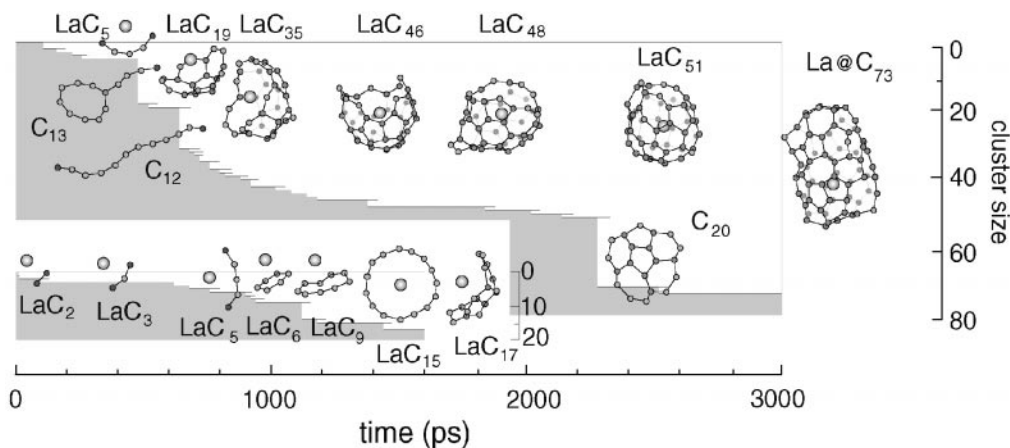 LaC₅ LaC₁₉ LaC₃₅ LaC₄₆ LaC₄₈
LaC₅₁ La@C₇₃
C₁₃
C₁₂
C₂₀
LaC₂ LaC₃ LaC₅ LaC₆ LaC₉
LaC₁₅ LaC₁₇
0
10
20
0
20
40
60
80
cluster size
0 1000 2000 3000
time (ps)